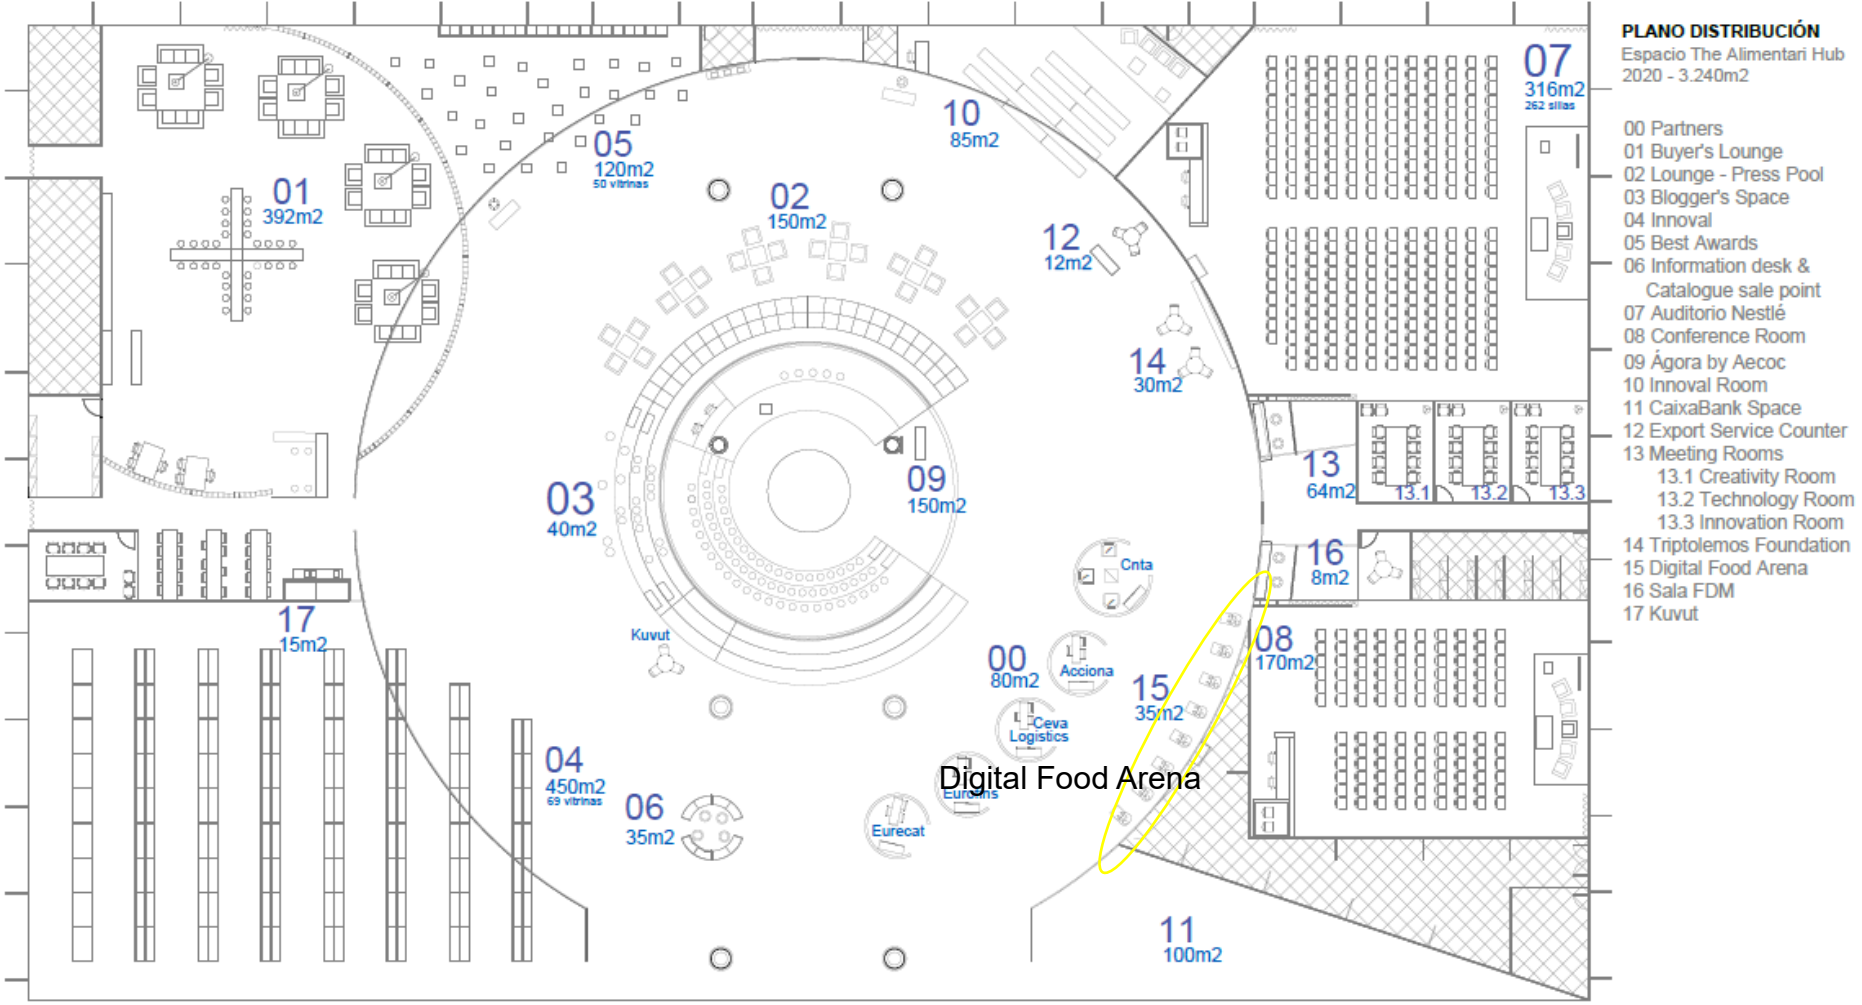 PLANO DISTRIBUCIÓN
Espacio The Alimentari Hub
2020 - 3.240m2
00 Partners
01 Buyer's Lounge
02 Lounge - Press Pool
03 Blogger's Space
04 Innoval
05 Best Awards
06 Information desk &
Catalogue sale point
07 Auditorio Nestlé
08 Conference Room
09 Ágora by Aecoc
10 Innoval Room
11 CaixaBank Space
12 Export Service Counter
13 Meeting Rooms
13.1 Creativity Room
13.2 Technology Room
13.3 Innovation Room
14 Triptolemos Foundation
15 Digital Food Arena
16 Sala FDM
17 Kuvut
07
316m2
262 sillas
10
85m2
05
120m2
50 vitrinas
01
392m2
02
150m2
12
12m2
14
30m2
13
64m2
13.1
13.2
13.3
09
150m2
03
40m2
16
8m2
Cnta
17
15m2
Kuvut
08
170m2
00
80m2
Acciona
15
35m2
Ceva
Logistics
04
450m2
69 vitrinas
Digital Food Arena
Eurofins
06
35m2
Eurecat
11
100m2